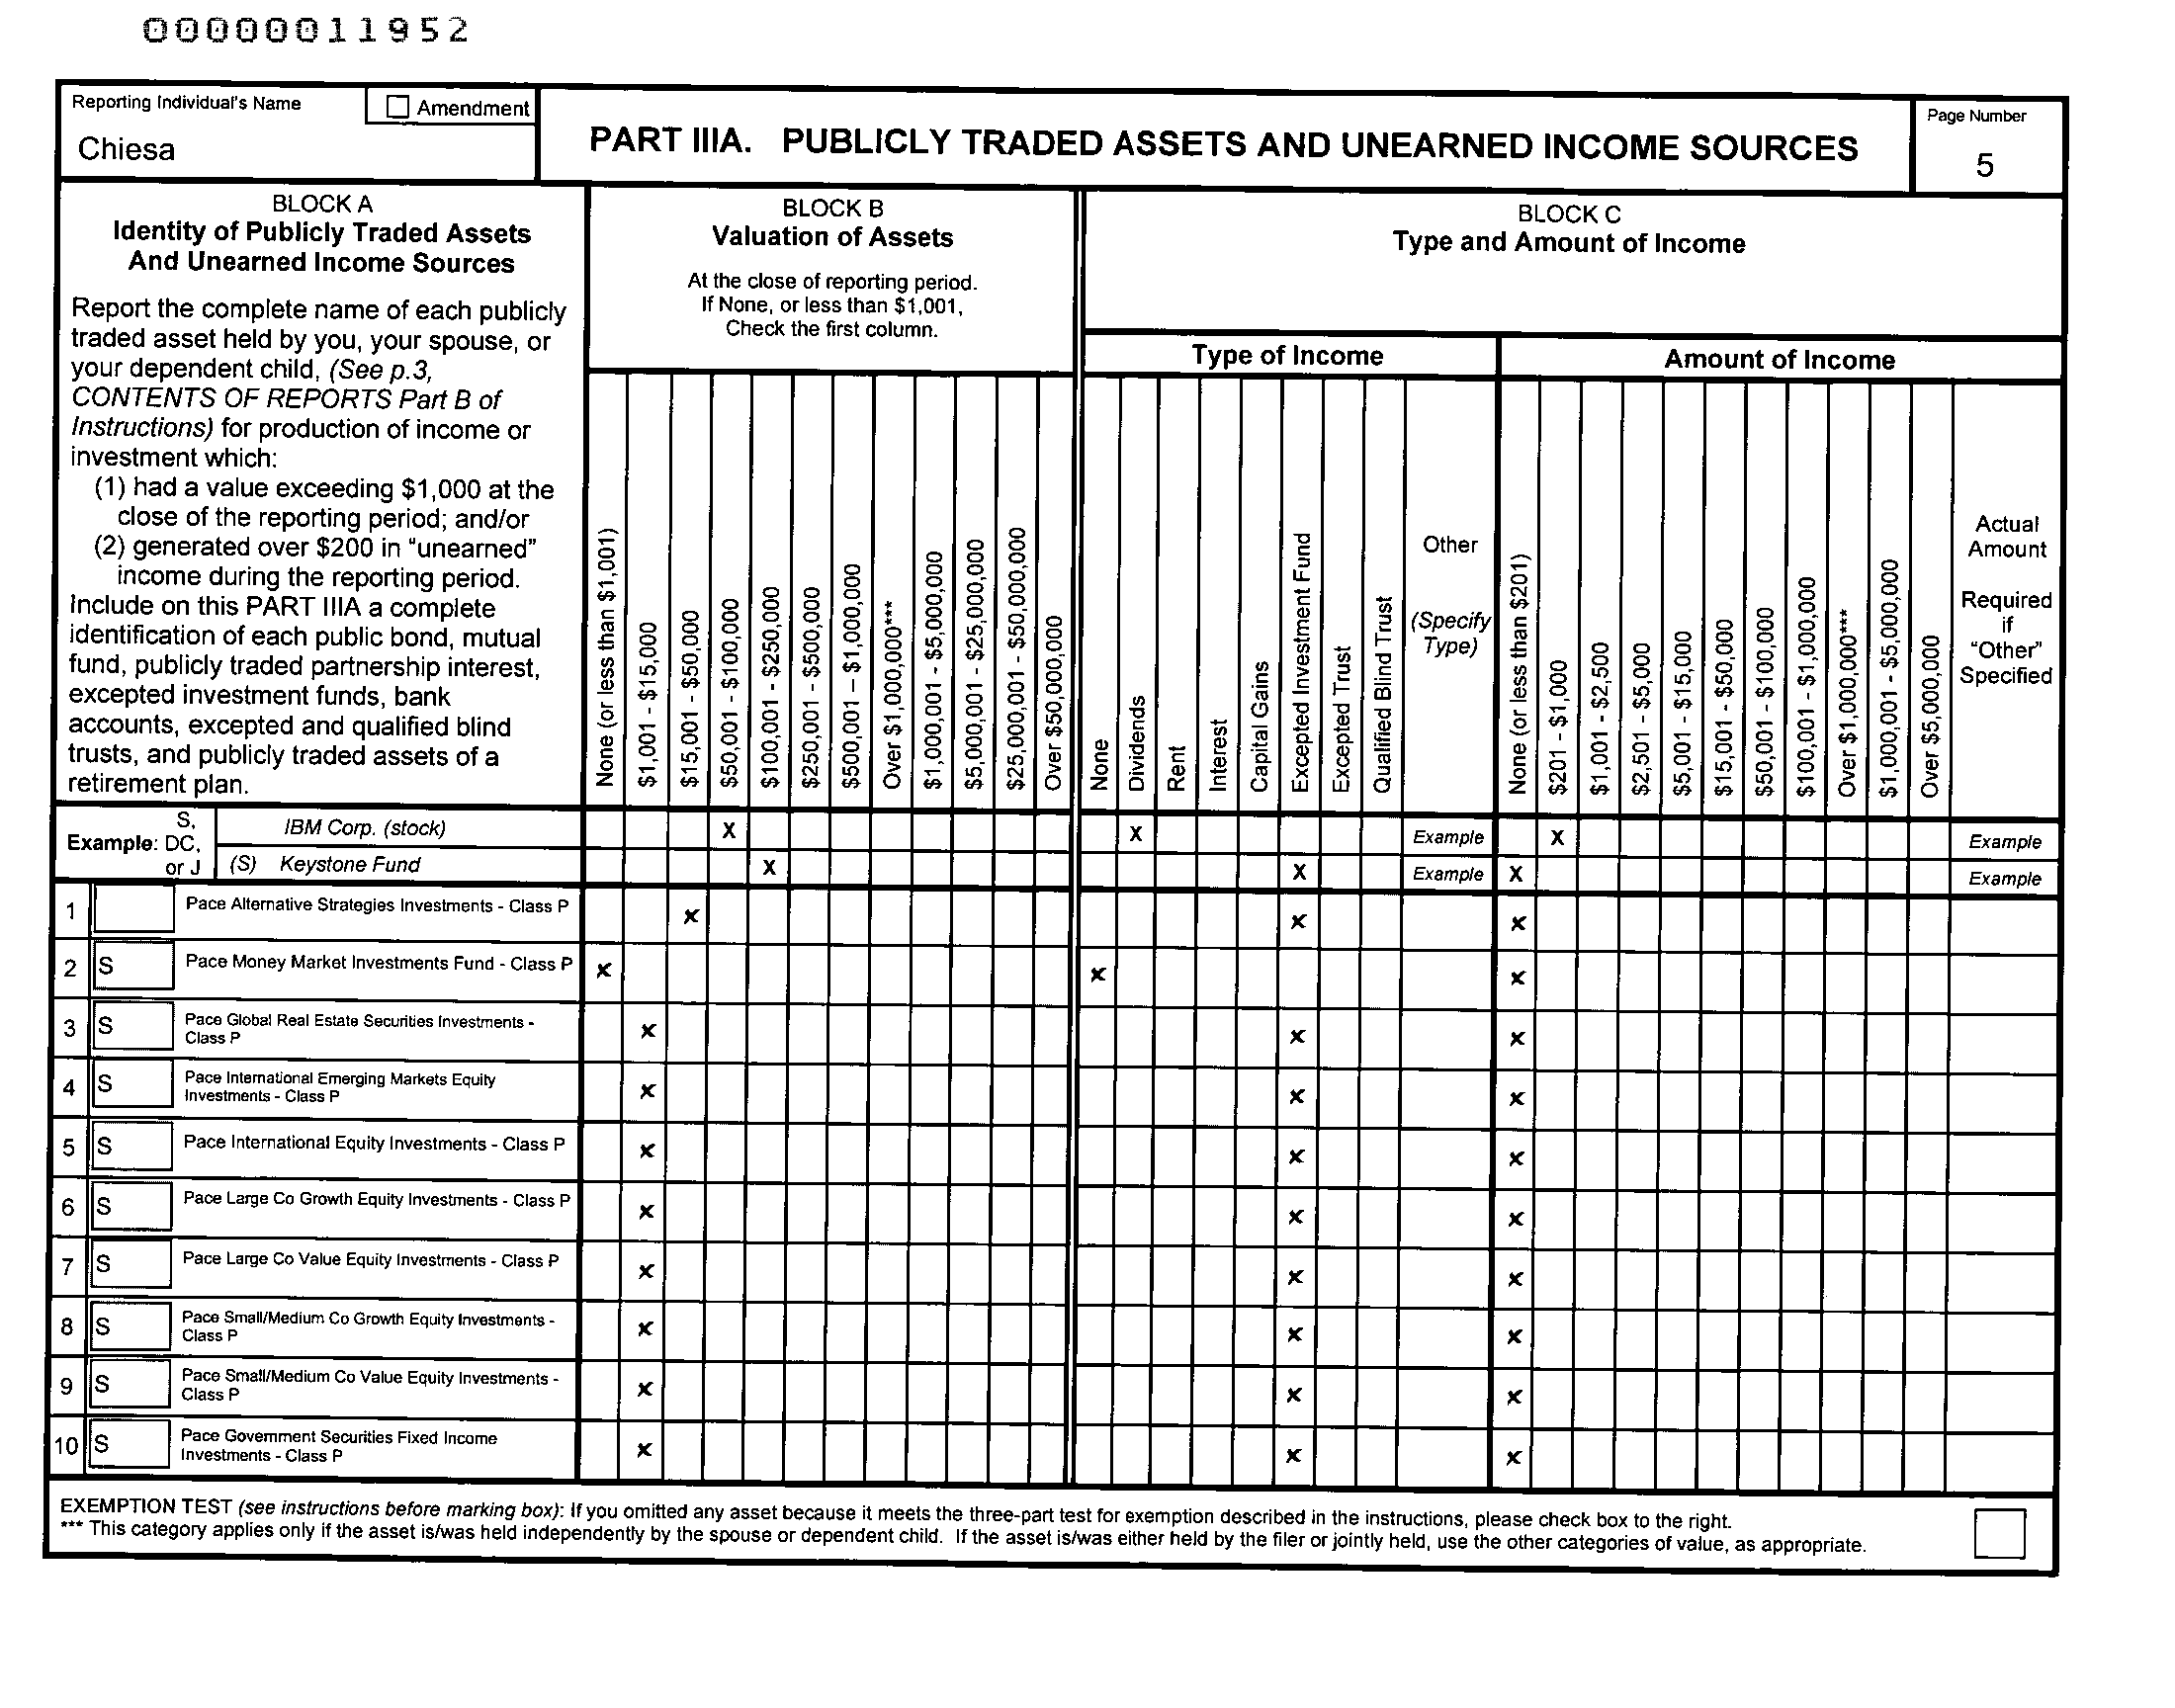 00000011952
Reporting Individual's Name
Amendment
Chiesa
PART IIIA. PUBLICLY TRADED ASSETS AND UNEARNED INCOME SOURCES
Page Number
5
BLOCK A
Identity of Publicly Traded Assets
And Unearned Income Sources
Report the complete name of each publicly
traded asset held by you, your spouse, or
your dependent child, (See p.3,
CONTENTS OF REPORTS Part B of
Instructions) for production of income or
investment which:
(1) had a value exceeding $1,000 at the
close of the reporting period; and/or
(2) generated over $200 in "unearned"
income during the reporting period.
Include on this PART IIIA a complete
identification of each public bond, mutual
fund, publicly traded partnership interest,
excepted investment funds, bank
accounts, excepted and qualified blind
trusts, and publicly traded assets of a
retirement plan.
BLOCK B
Valuation of Assets
At the close of reporting period.
If None, or less than $1,001,
Check the first column.
None (or less than $1,001)
$1,001 - $15,000
$15,001 - $50,000
$50,001 - $100,000
$100,001 - $250,000
$250,001 - $500,000
$500,001 – $1,000,000
Over $1,000,000***
$1,000,001 - $5,000,000
$5,000,001 - $25,000,000
$25,000,001 - $50,000,000
Over $50,000,000
BLOCK C
Type and Amount of Income
Type of Income
None
Dividends
Rent
Interest
Capital Gains
Excepted Investment Fund
Excepted Trust
Qualified Blind Trust
Other
(Specify
Type)
Amount of Income
None (or less than $201)
$201 - $1,000
$1,001 - $2,500
$2,501 - $5,000
$5,001 - $15,000
$15,001 - $50,000
$50,001 - $100,000
$100,001 - $1,000,000
Over $1,000,000***
$1,000,001 - $5,000,000
Over $5,000,000
Actual
Amount
Required
if
"Other"
Specified
Example: S, DC, or J
IBM Corp. (stock) X X Example X Example
(S) Keystone Fund X X Example X Example
1 Pace Alternative Strategies Investments - Class P x x x
2 S Pace Money Market Investments Fund - Class P x x x
3 S Pace Global Real Estate Securities Investments -
Class P x x x
4 S Pace International Emerging Markets Equity
Investments - Class P x x x
5 S Pace International Equity Investments - Class P x x x
6 S Pace Large Co Growth Equity Investments - Class P x x x
7 S Pace Large Co Value Equity Investments - Class P x x x
8 S Pace Small/Medium Co Growth Equity Investments -
Class P x x x
9 S Pace Small/Medium Co Value Equity Investments -
Class P x x x
10 S Pace Government Securities Fixed Income
Investments - Class P x x x
EXEMPTION TEST (see instructions before marking box): If you omitted any asset because it meets the three-part test for exemption described in the instructions, please check box to the right.
*** This category applies only if the asset is/was held independently by the spouse or dependent child. If the asset is/was either held by the filer or jointly held, use the other categories of value, as appropriate.